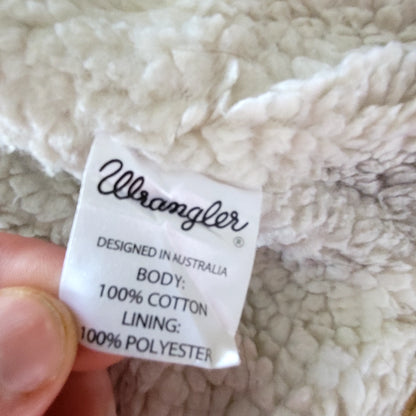 Wrangler®
DESIGNED IN AUSTRALIA
BODY:
100% COTTON
LINING:
100% POLYESTER